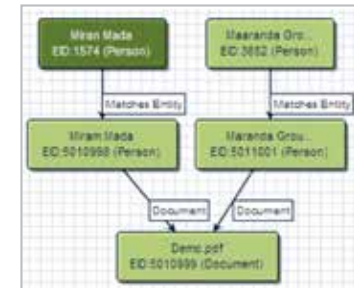 Miran Mada
EID:1574 (Person)
Maaranda Gro...
EID:3652 (Person)
Matches Entity
Matches Entity
Miram Mada
EID:5010998 (Person)
Maranda Grou...
EID:5011001 (Person)
Document
Document
Demo.pdf
EID:5010999 (Document)